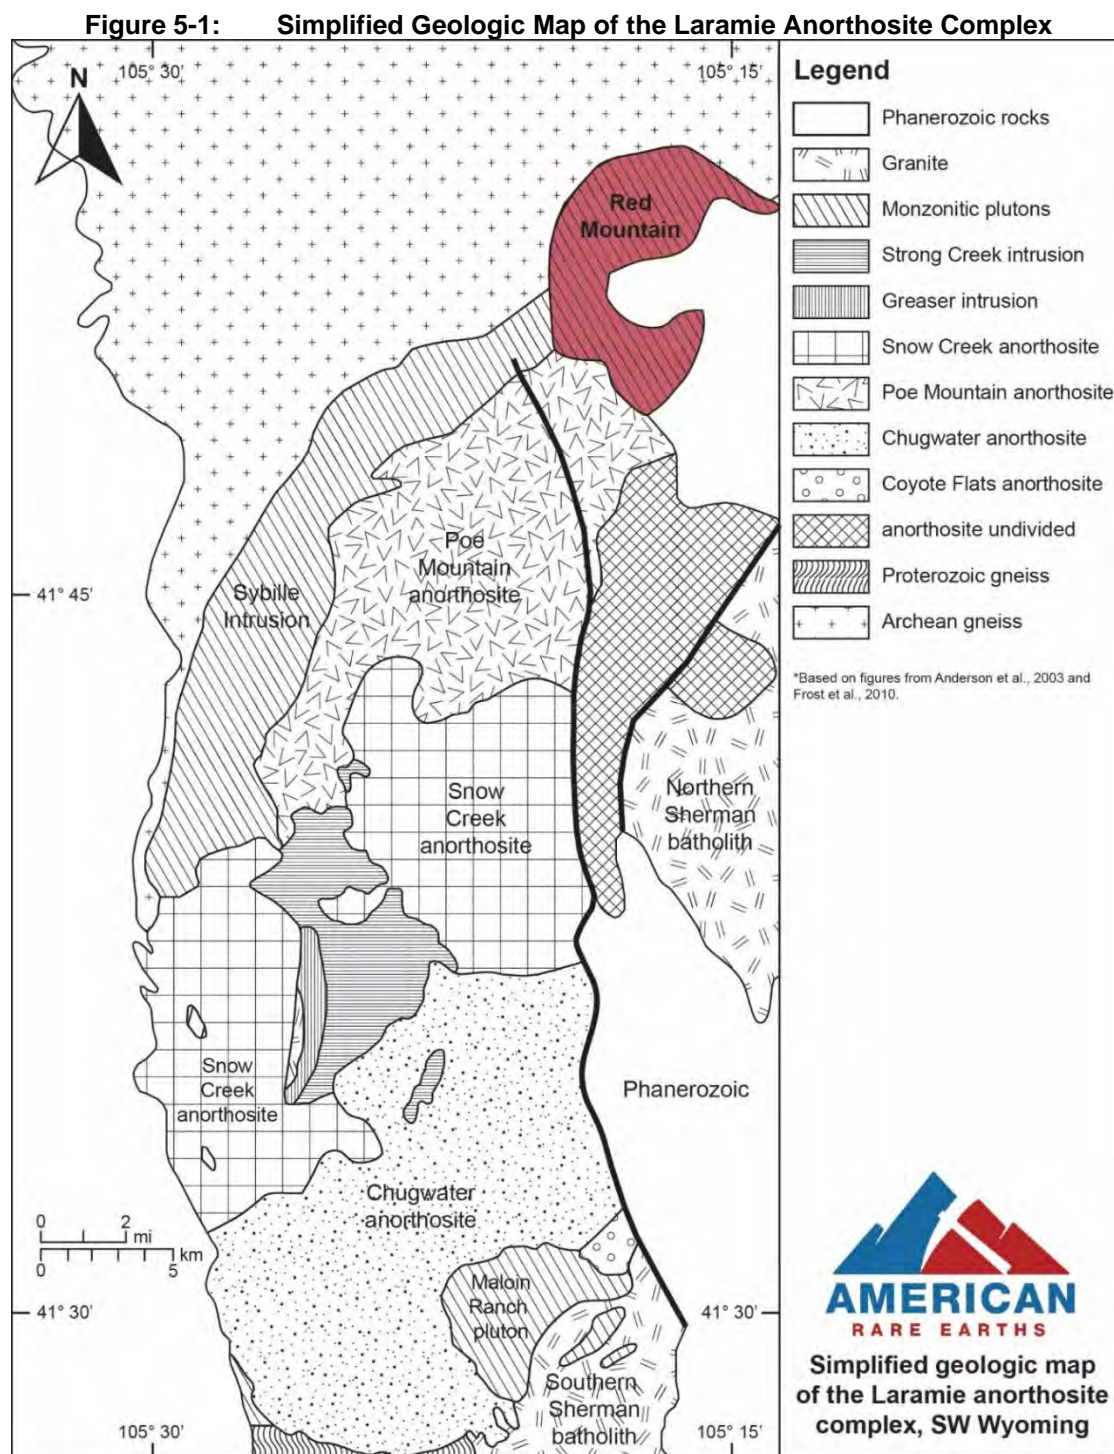 Figure 5-1: Simplified Geologic Map of the Laramie Anorthosite Complex
105° 30'
105° 15'
N
Red
Mountain
Poe
Mountain
anorthosite
41° 45'
Sybille
Intrusion
Snow
Creek
anorthosite
Northern
Sherman
batholith
Snow
Creek
anorthosite
Phanerozoic
Chugwater
anorthosite
0 2
mi
km
0 5
Maloin
Ranch
pluton
41° 30'
41° 30'
Southern
Sherman
batholith
105° 30'
105° 15'
Legend
Phanerozoic rocks
Granite
Monzonitic plutons
Strong Creek intrusion
Greaser intrusion
Snow Creek anorthosite
Poe Mountain anorthosite
Chugwater anorthosite
Coyote Flats anorthosite
anorthosite undivided
Proterozoic gneiss
Archean gneiss
*Based on figures from Anderson et al., 2003 and
Frost et al., 2010.
AMERICAN
RARE EARTHS
Simplified geologic map
of the Laramie anorthosite
complex, SW Wyoming